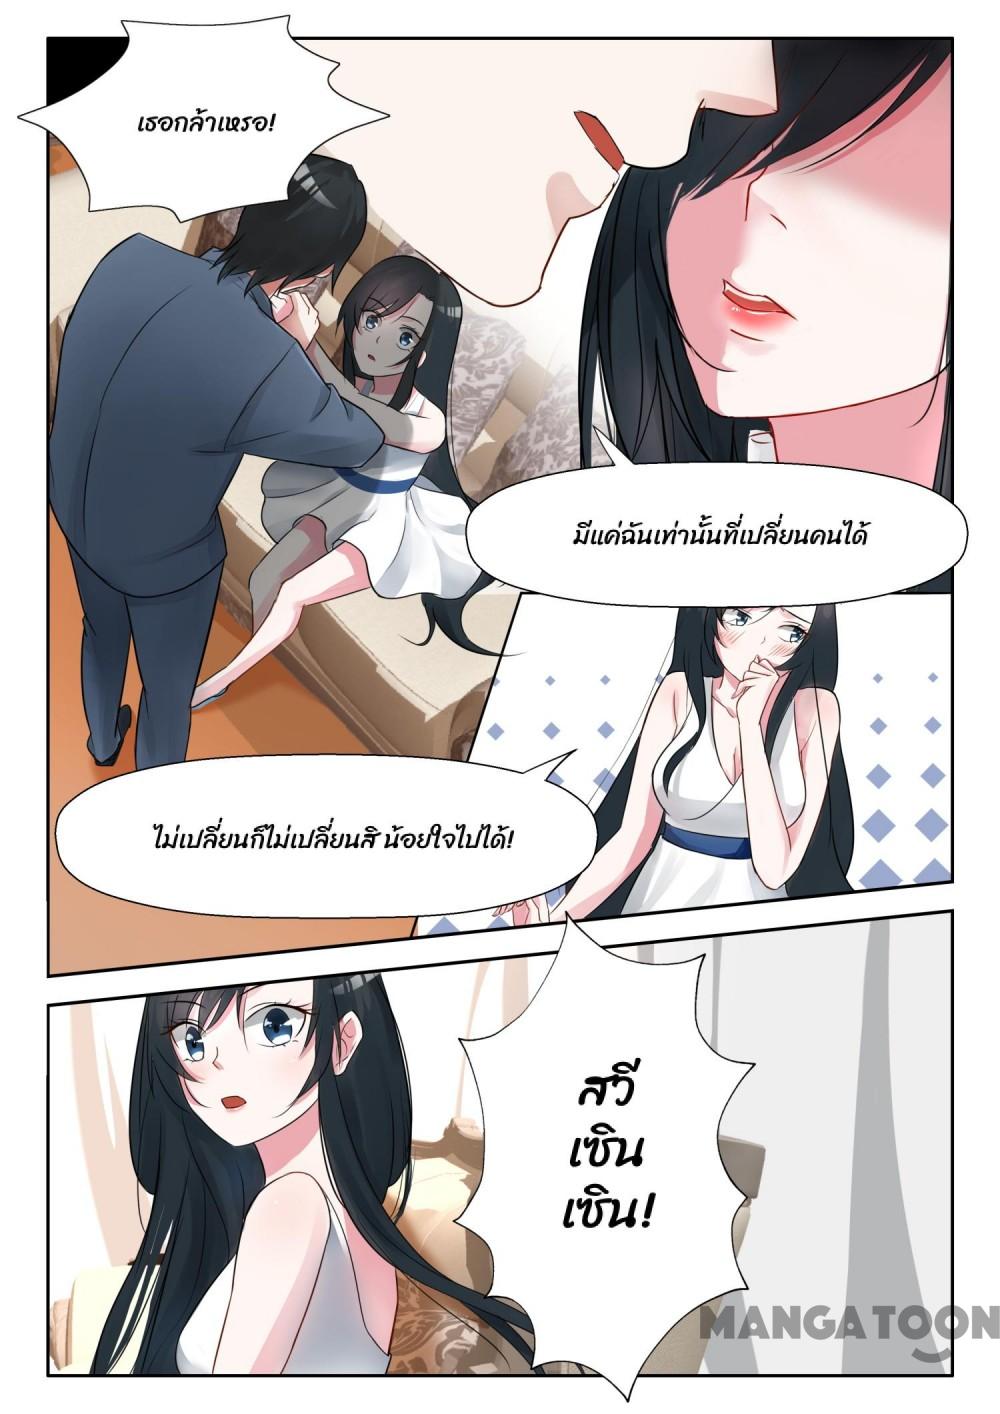 เธอกล้าเหรอ!
มีแค่ฉันเท่านั้นที่เปลี่ยนคนได้
ไม่เปลี่ยนก็ไม่เปลี่ยนสิ น้อยใจไปได้!
สวี
เซิน
เซิน!
MANGATOON